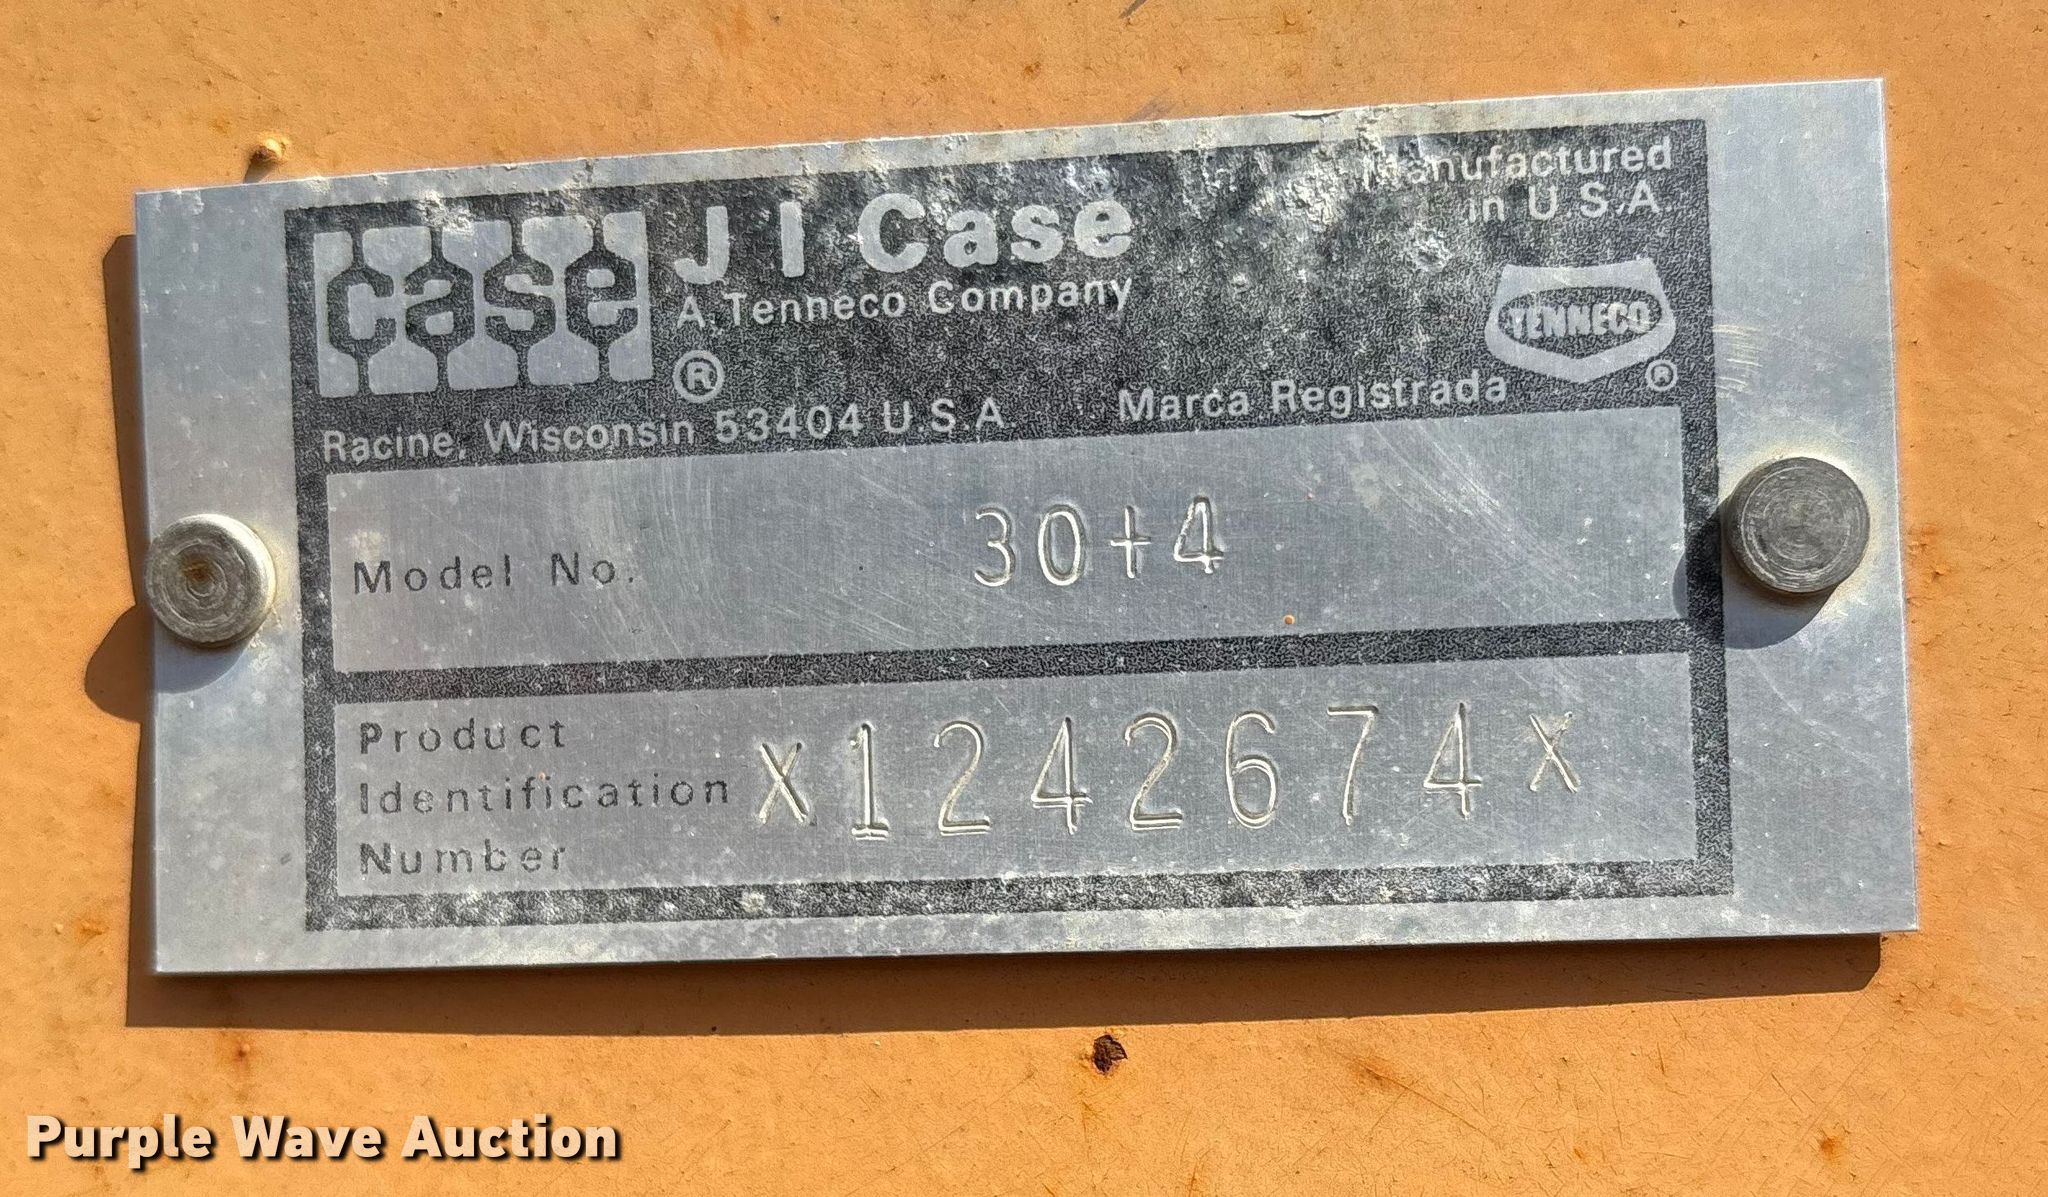 Manufactured
in U.S.A.
case J I Case
A Tenneco Company
TENNECO
®
®
Racine, Wisconsin 53404 U.S.A. Marca Registrada
Model No. 30+4
Product
Identification
Number X1242674X
Purple Wave Auction